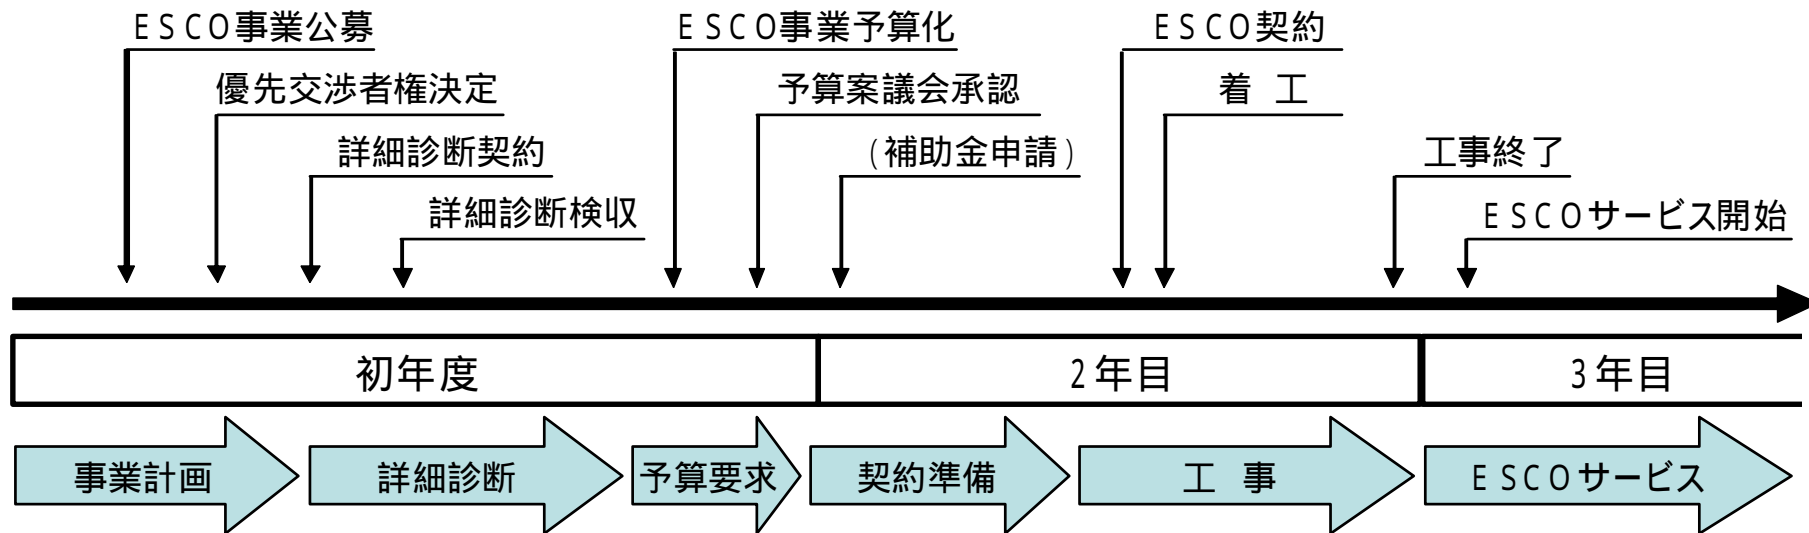 ESCO事業公募
ESCO事業予算化
ESCO契約
優先交渉者権決定
予算案議会承認
着 工
詳細診断契約
(補助金申請)
工事終了
詳細診断検収
ESCOサービス開始
初年度
2年目
3年目
事業計画
詳細診断
予算要求
契約準備
工 事
ESCOサービス